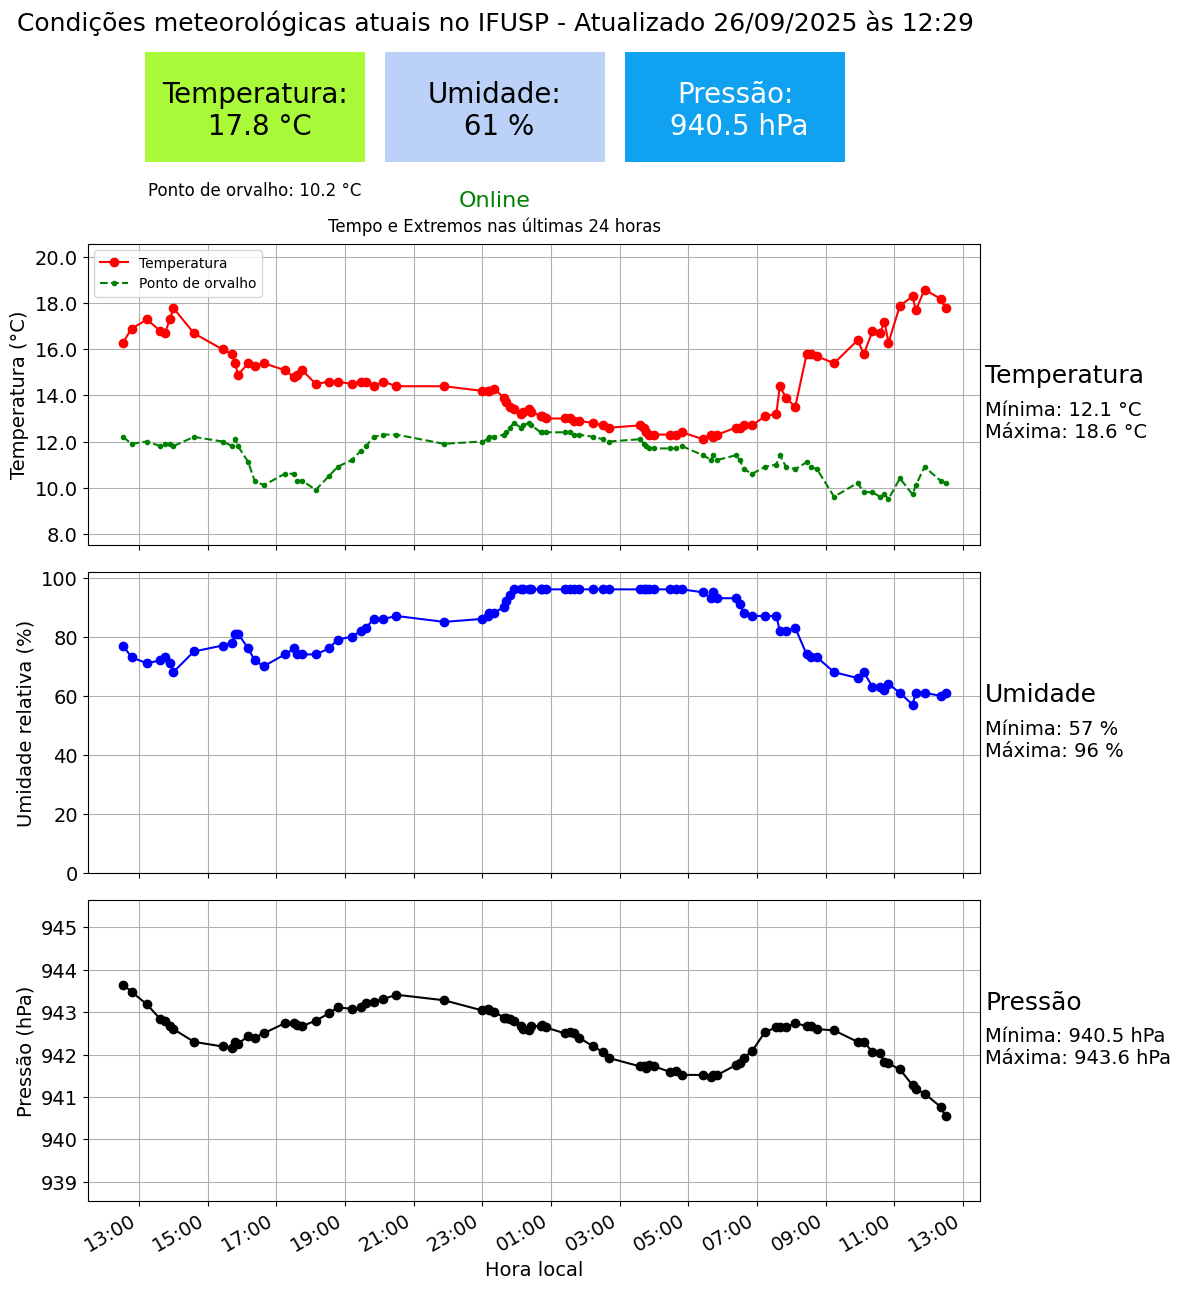 Condições meteorológicas atuais no IFUSP - Atualizado 26/09/2025 às 12:29
Temperatura:
17.8 °C
Umidade:
61 %
Pressão:
940.5 hPa
Ponto de orvalho: 10.2 °C
Online
Tempo e Extremos nas últimas 24 horas
Temperatura (°C)
20.0
18.0
16.0
14.0
12.0
10.0
8.0
Temperatura
Ponto de orvalho
Temperatura
Mínima: 12.1 °C
Máxima: 18.6 °C
Umidade relativa (%)
100
80
60
40
20
0
Umidade
Mínima: 57 %
Máxima: 96 %
Pressão (hPa)
945
944
943
942
941
940
939
Pressão
Mínima: 940.5 hPa
Máxima: 943.6 hPa
13:00
15:00
17:00
19:00
21:00
23:00
01:00
03:00
05:00
07:00
09:00
11:00
13:00
Hora local